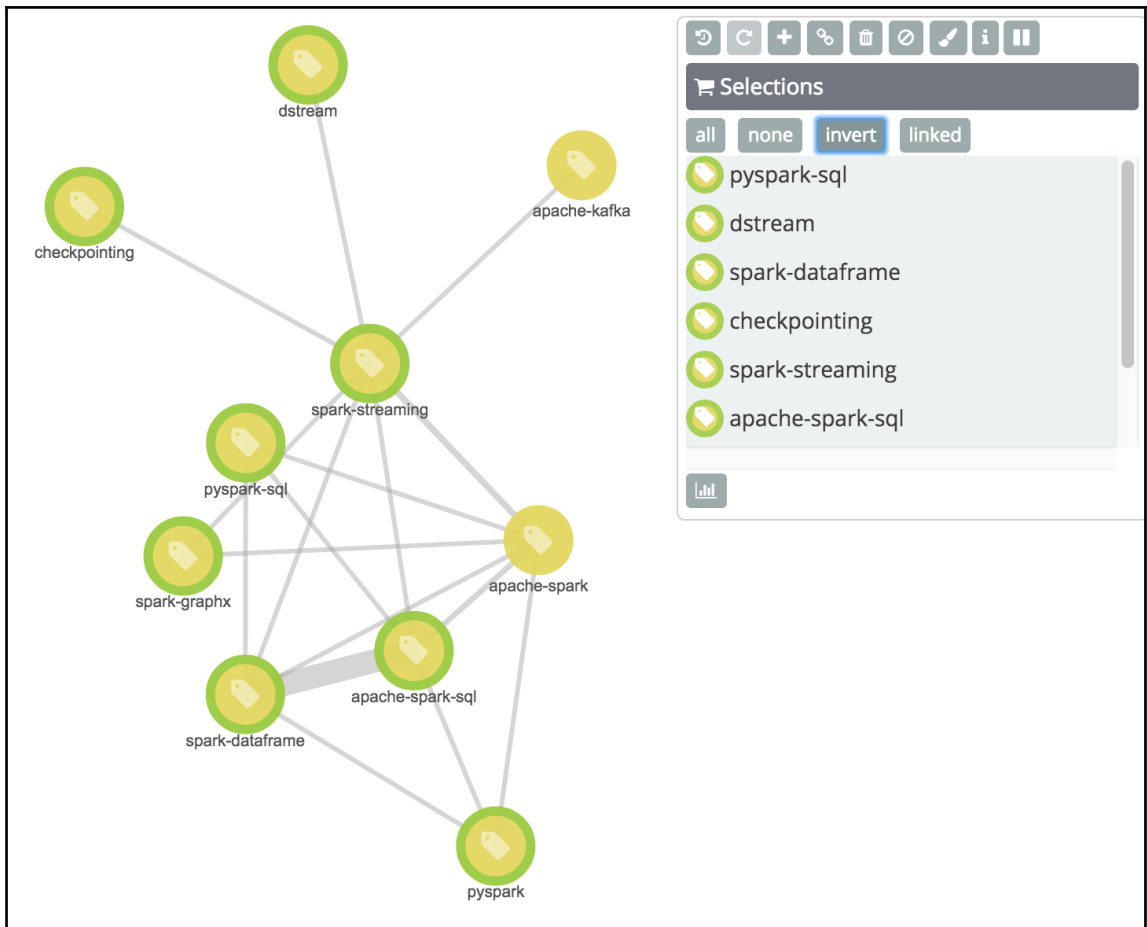 dstream
apache-kafka
checkpointing
spark-streaming
pyspark-sql
apache-spark
spark-graphx
apache-spark-sql
spark-dataframe
pyspark
Selections
all none invert linked
pyspark-sql
dstream
spark-dataframe
checkpointing
spark-streaming
apache-spark-sql